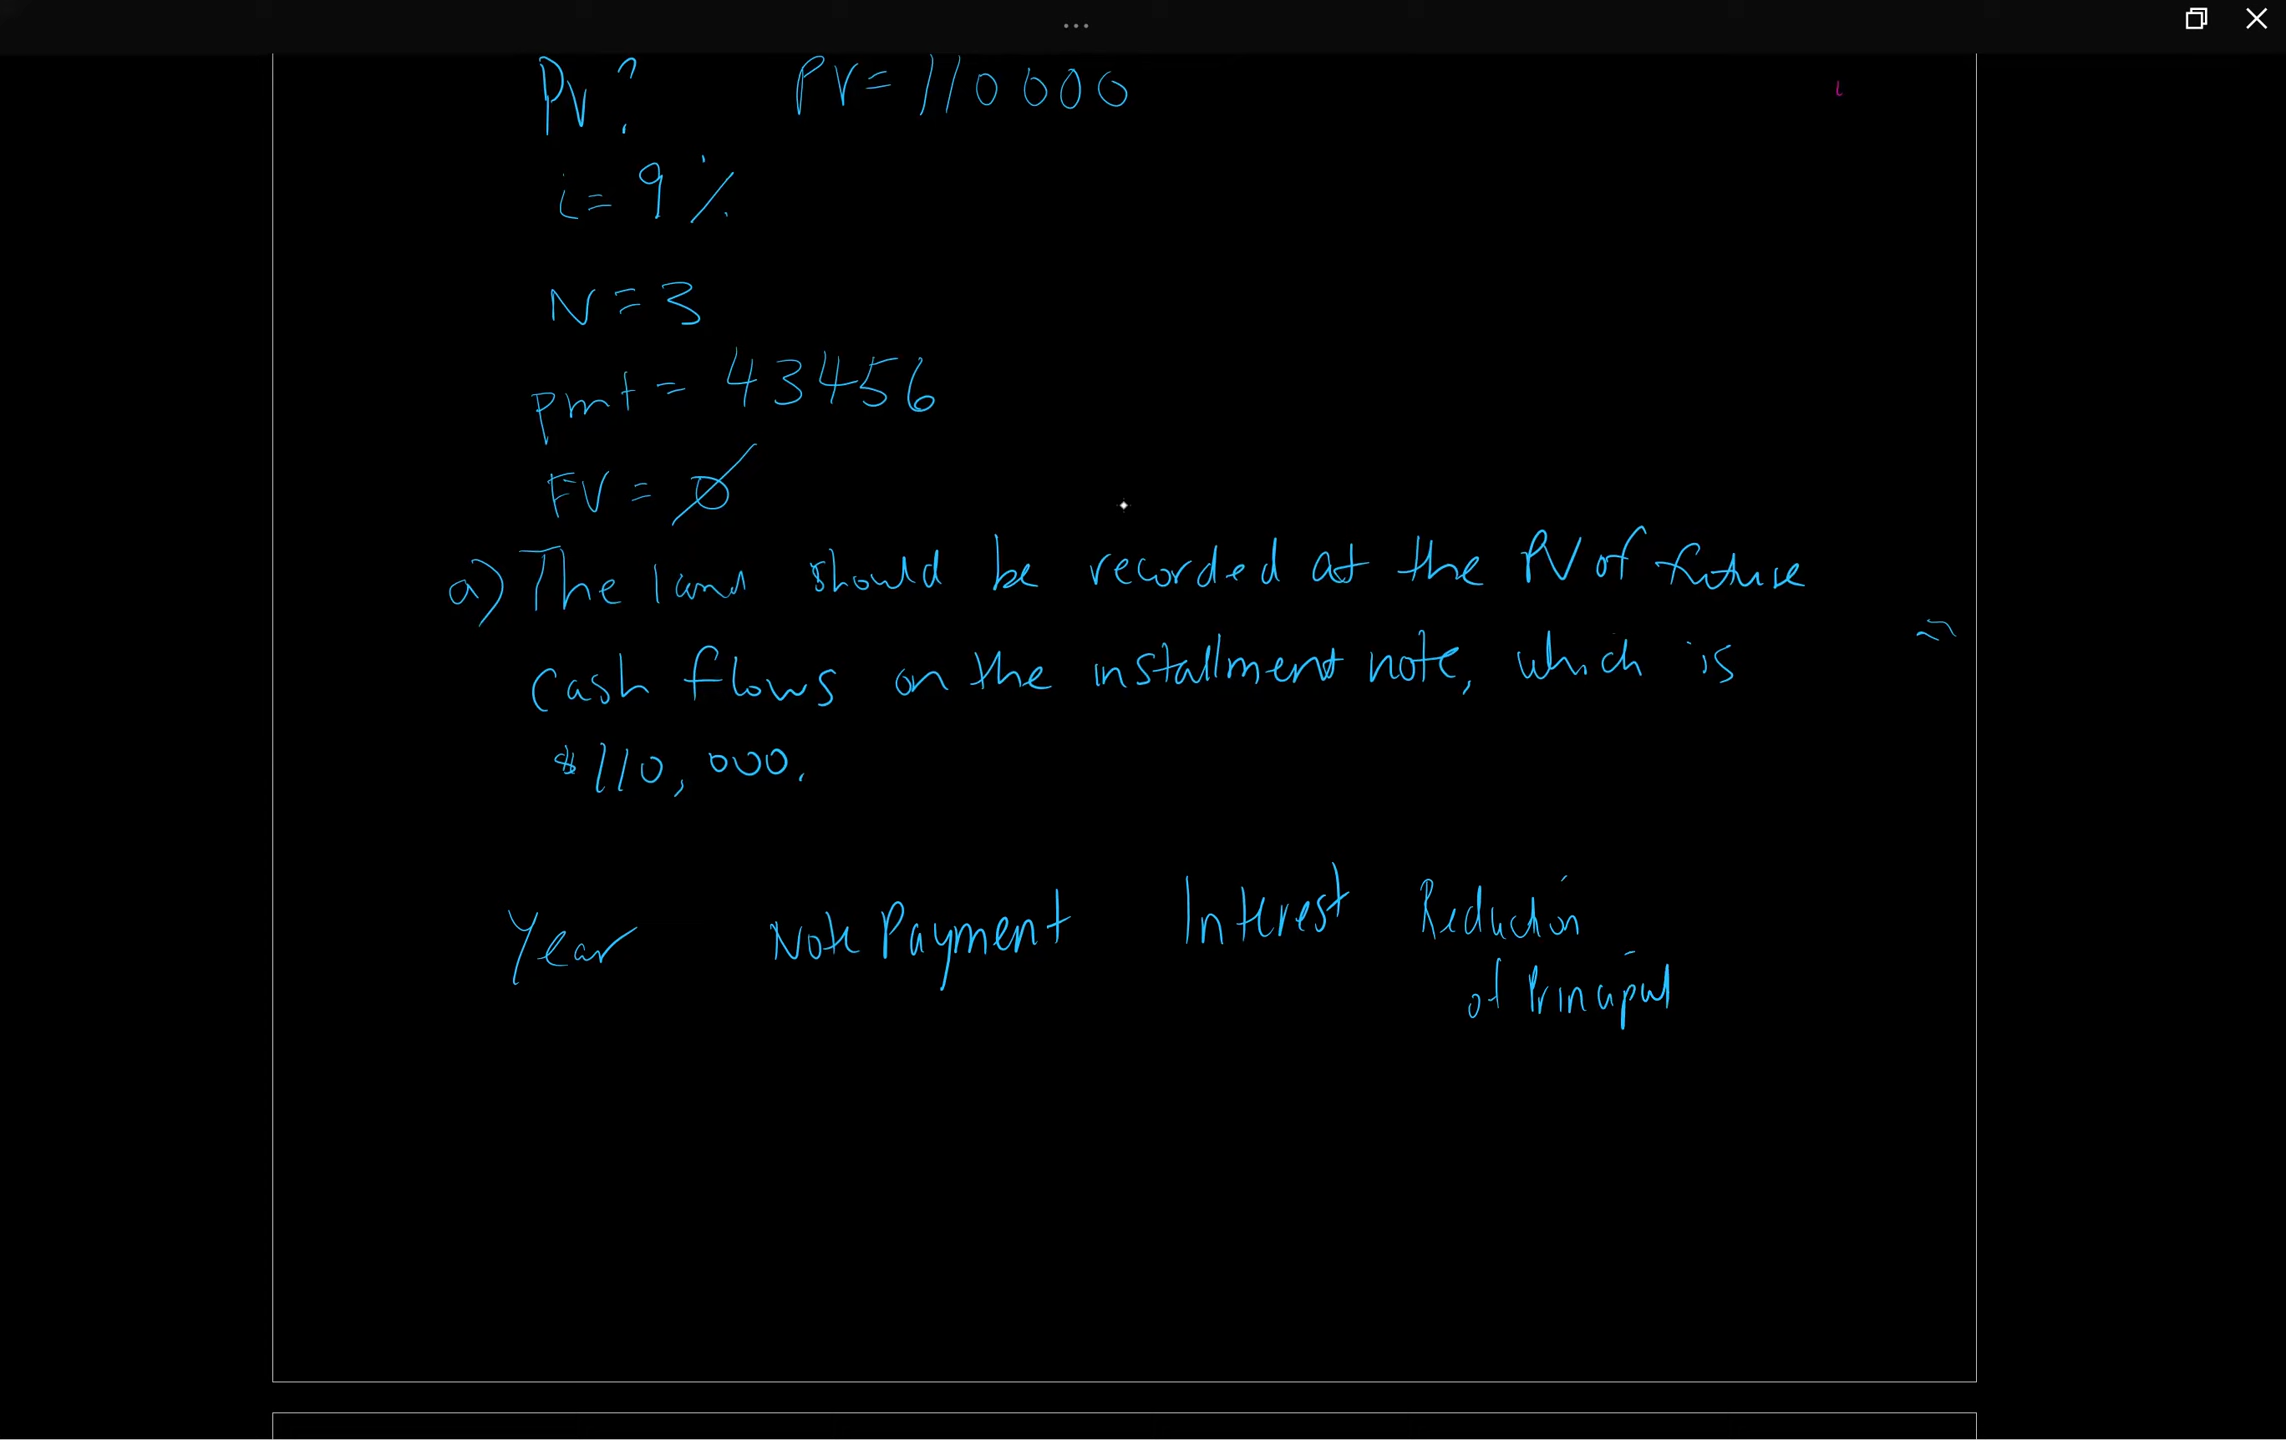 PV ? PV = 110000
i = 9 %
N = 3
pmt = 43456
FV = 0
a) The land should be recorded at the PV of future
cash flows on the installment note, which is
$110,000.
Year Note Payment Interest Reduction
of Principal